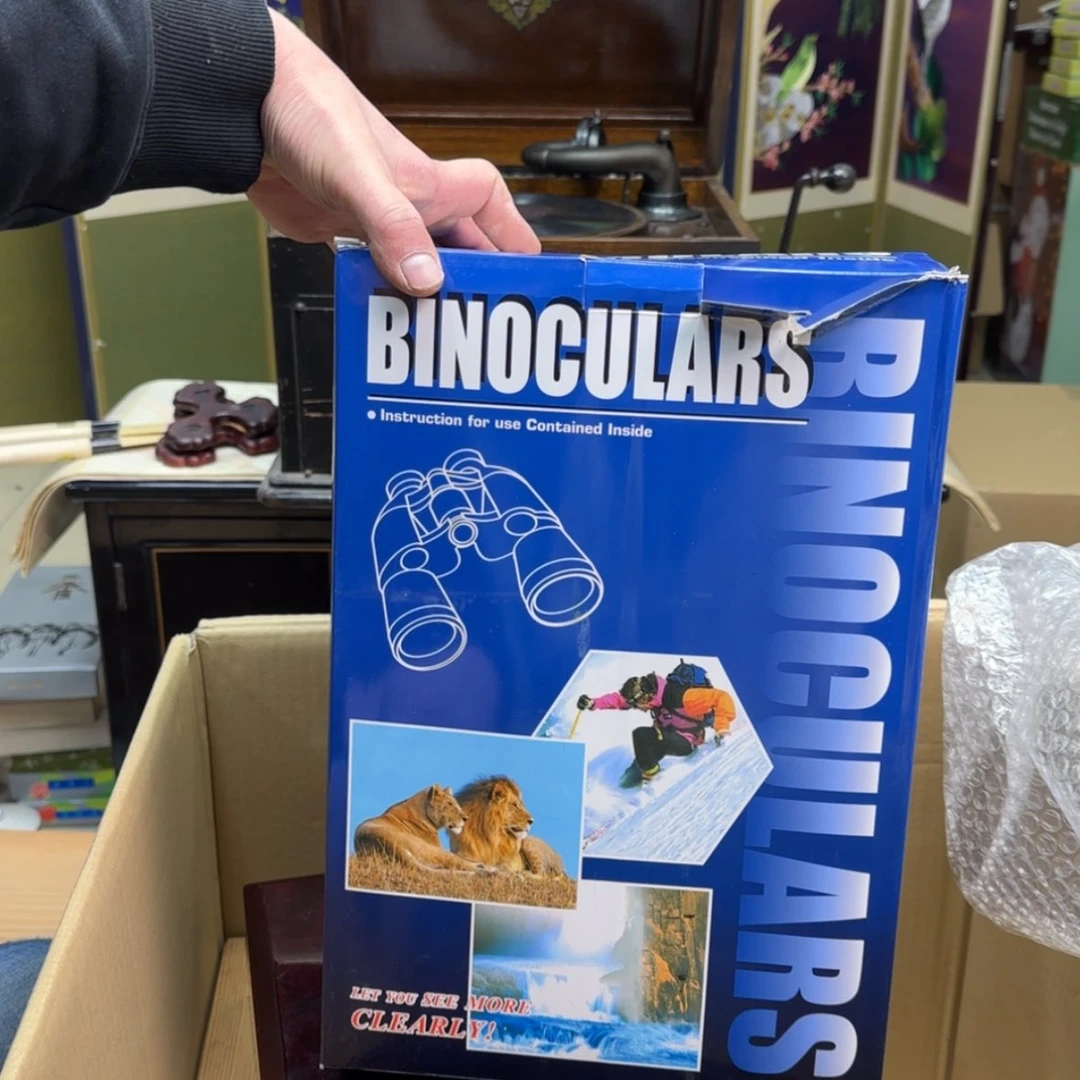 BINOCULARS
● Instruction for use Contained Inside
BINOCULARS
LET YOU SEE MORE
CLEARLY!